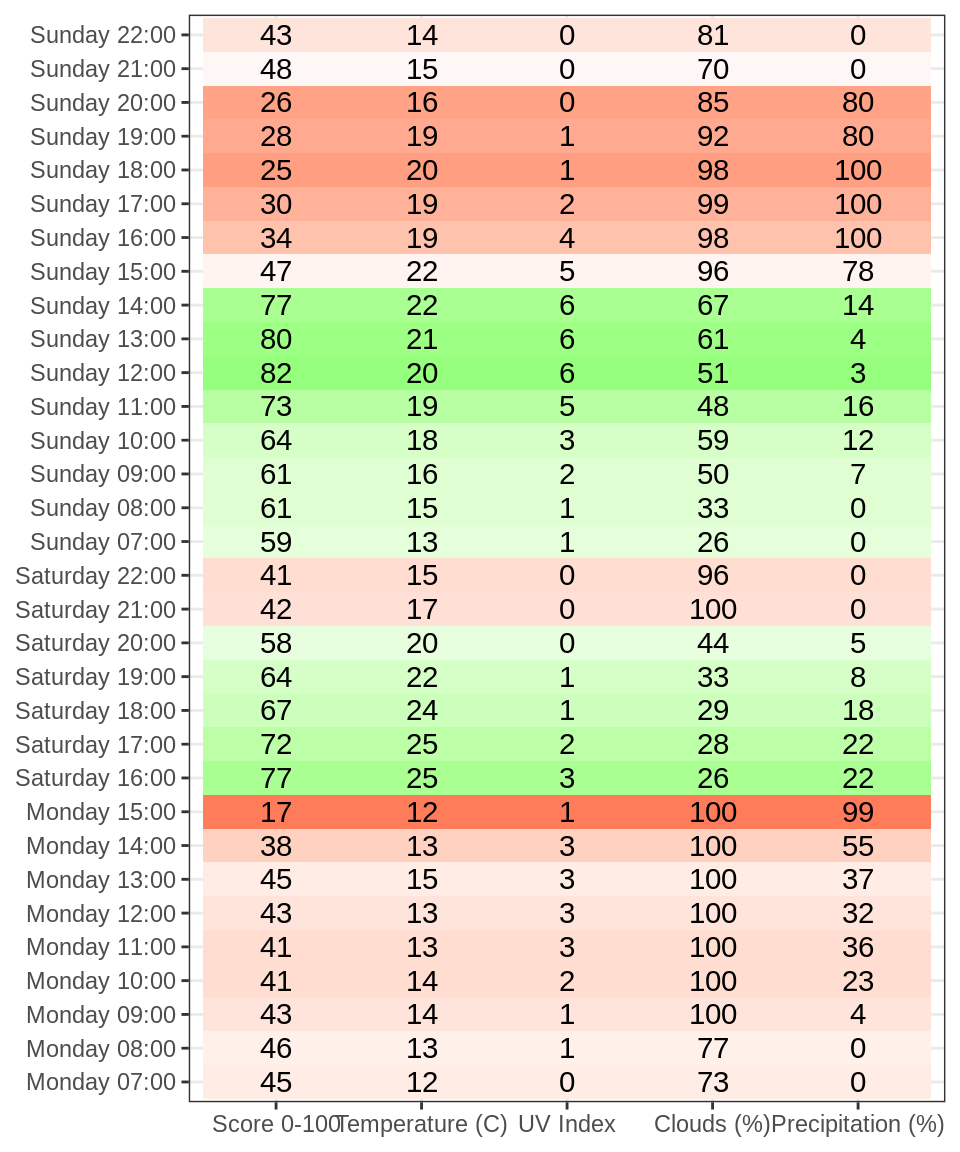 Sunday 22:00 43 14 0 81 0
Sunday 21:00 48 15 0 70 0
Sunday 20:00 26 16 0 85 80
Sunday 19:00 28 19 1 92 80
Sunday 18:00 25 20 1 98 100
Sunday 17:00 30 19 2 99 100
Sunday 16:00 34 19 4 98 100
Sunday 15:00 47 22 5 96 78
Sunday 14:00 77 22 6 67 14
Sunday 13:00 80 21 6 61 4
Sunday 12:00 82 20 6 51 3
Sunday 11:00 73 19 5 48 16
Sunday 10:00 64 18 3 59 12
Sunday 09:00 61 16 2 50 7
Sunday 08:00 61 15 1 33 0
Sunday 07:00 59 13 1 26 0
Saturday 22:00 41 15 0 96 0
Saturday 21:00 42 17 0 100 0
Saturday 20:00 58 20 0 44 5
Saturday 19:00 64 22 1 33 8
Saturday 18:00 67 24 1 29 18
Saturday 17:00 72 25 2 28 22
Saturday 16:00 77 25 3 26 22
Monday 15:00 17 12 1 100 99
Monday 14:00 38 13 3 100 55
Monday 13:00 45 15 3 100 37
Monday 12:00 43 13 3 100 32
Monday 11:00 41 13 3 100 36
Monday 10:00 41 14 2 100 23
Monday 09:00 43 14 1 100 4
Monday 08:00 46 13 1 77 0
Monday 07:00 45 12 0 73 0
Score 0-100 Temperature (C) UV Index Clouds (%) Precipitation (%)